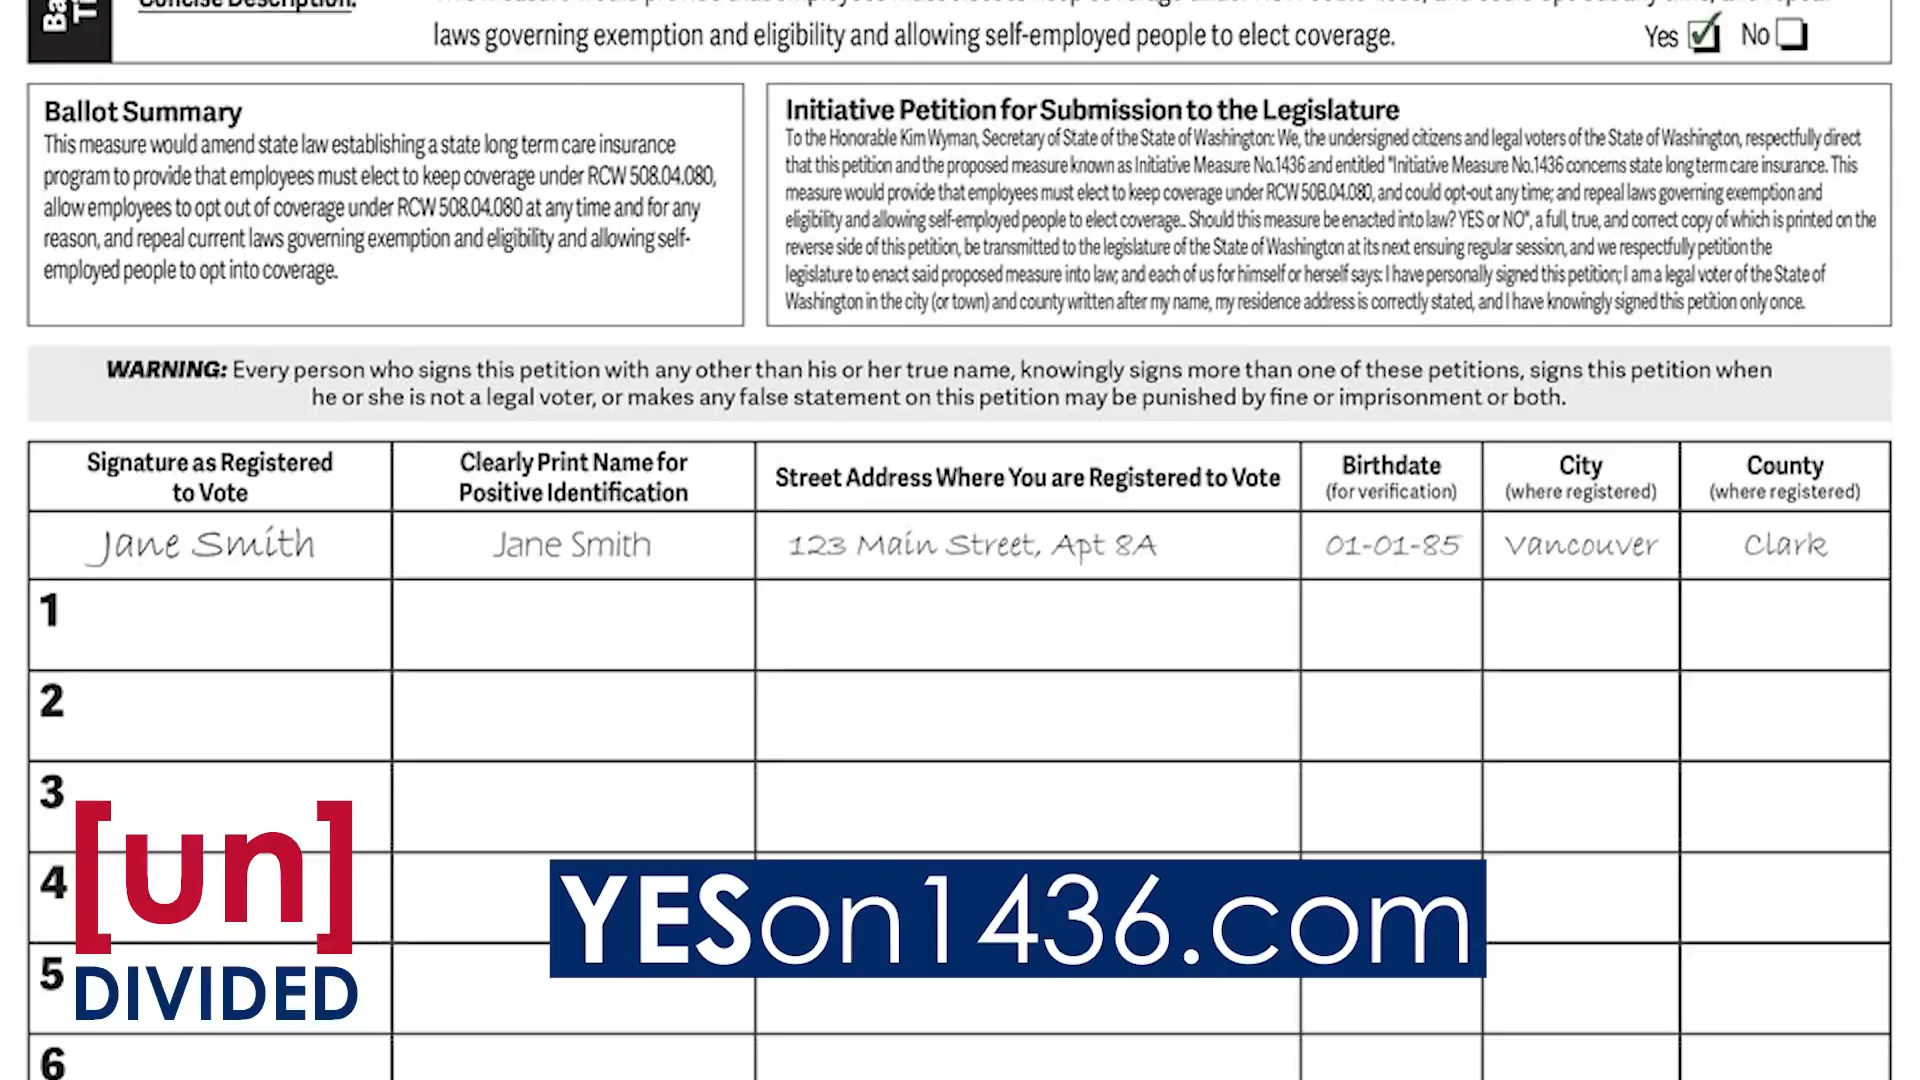 Concise Description:
laws governing exemption and eligibility and allowing self-employed people to elect coverage.
Yes No
Ballot Summary
This measure would amend state law establishing a state long term care insurance
program to provide that employees must elect to keep coverage under RCW 50B.04.080,
allow employees to opt out of coverage under RCW 50B.04.080 at any time and for any
reason, and repeal current laws governing exemption and eligibility and allowing self-
employed people to opt into coverage.
Initiative Petition for Submission to the Legislature
To the Honorable Kim Wyman, Secretary of State of the State of Washington: We, the undersigned citizens and legal voters of the State of Washington, respectfully direct
that this petition and the proposed measure known as Initiative Measure No.1436 and entitled "Initiative Measure No.1436 concerns state long term care insurance. This
measure would provide that employees must elect to keep coverage under RCW 50B.04.080, and could opt-out any time; and repeal laws governing exemption and
eligibility and allowing self-employed people to elect coverage.. Should this measure be enacted into law? YES or NO", a full, true, and correct copy of which is printed on the
reverse side of this petition, be transmitted to the legislature of the State of Washington at its next ensuing regular session, and we respectfully petition the
legislature to enact said proposed measure into law; and each of us for himself or herself says: I have personally signed this petition; I am a legal voter of the State of
Washington in the city (or town) and county written after my name, my residence address is correctly stated, and I have knowingly signed this petition only once.
WARNING: Every person who signs this petition with any other than his or her true name, knowingly signs more than one of these petitions, signs this petition when
he or she is not a legal voter, or makes any false statement on this petition may be punished by fine or imprisonment or both.
Signature as Registered
to Vote
Clearly Print Name for
Positive Identification
Street Address Where You are Registered to Vote
Birthdate
(for verification)
City
(where registered)
County
(where registered)
Jane Smith
Jane Smith
123 Main Street, Apt 8A
01-01-85
Vancouver
Clark
1
2
3
4
5
6
[un]
DIVIDED
YESon1436.com